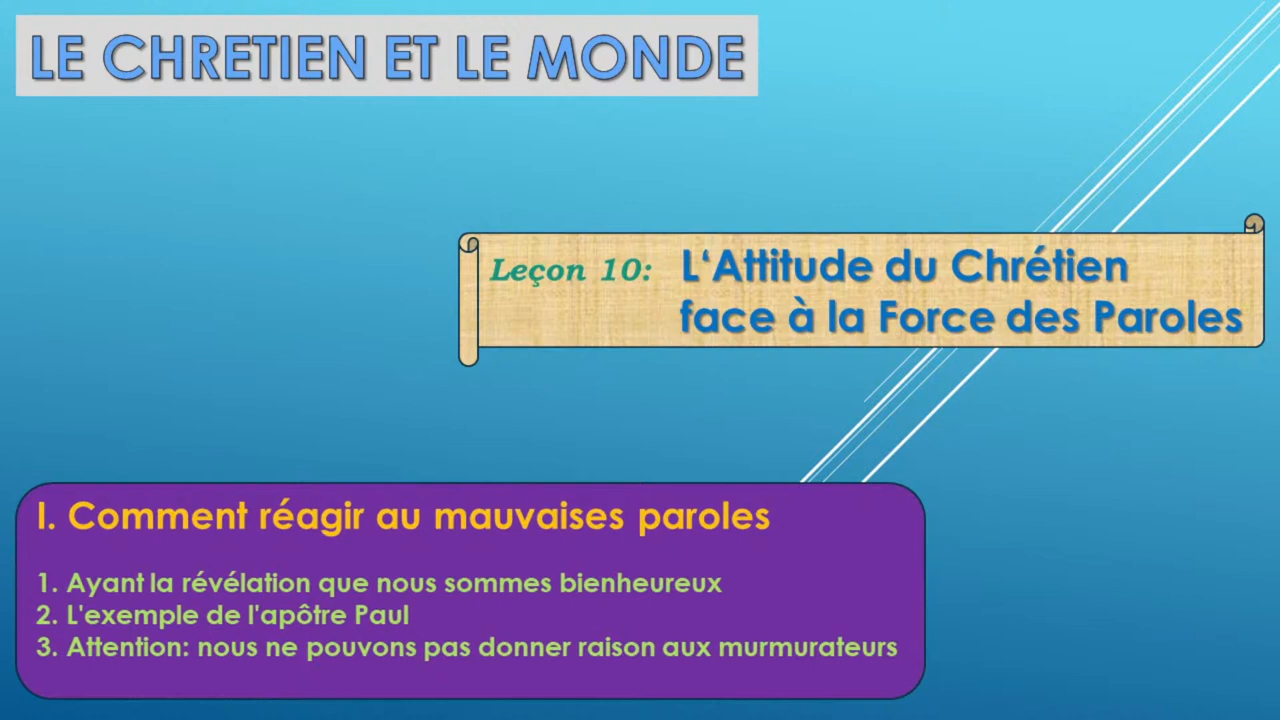 LE CHRETIEN ET LE MONDE
Leçon 10: L‘Attitude du Chrétien
face à la Force des Paroles
I. Comment réagir au mauvaises paroles
1. Ayant la révélation que nous sommes bienheureux
2. L'exemple de l'apôtre Paul
3. Attention: nous ne pouvons pas donner raison aux murmurateurs